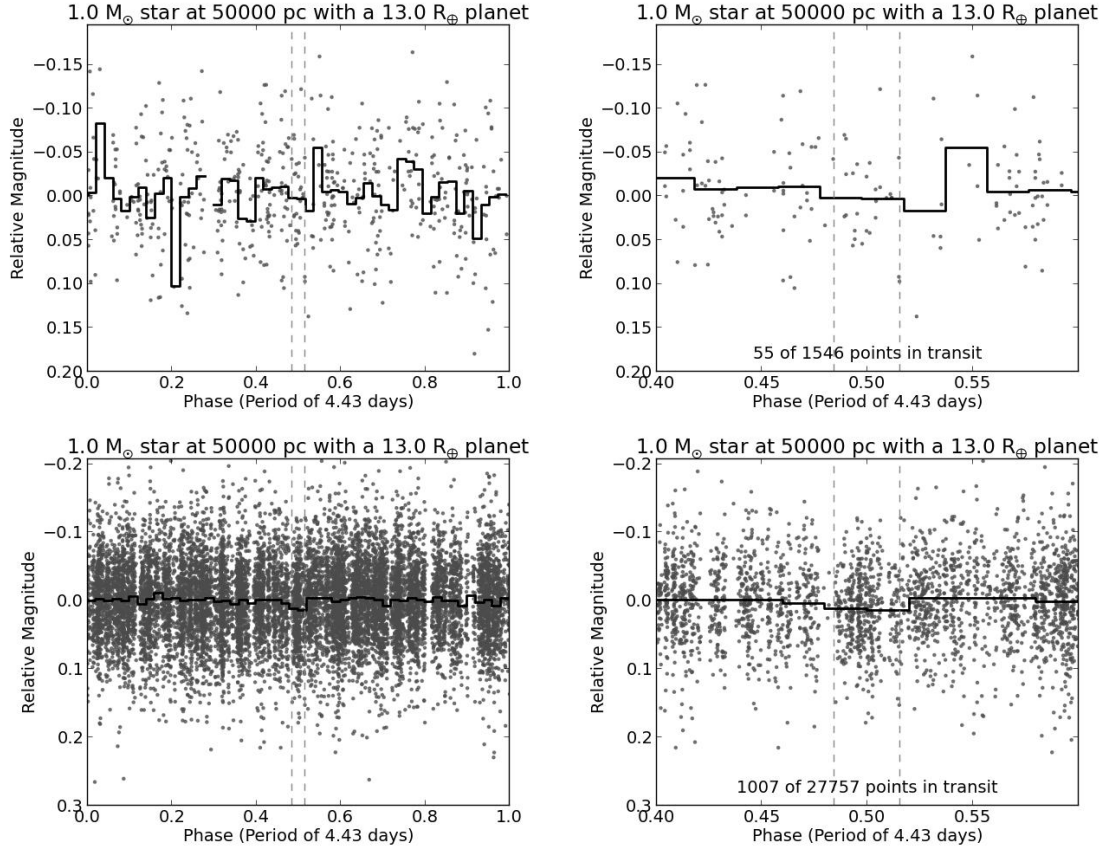 1.0 M☉ star at 50000 pc with a 13.0 R⊕ planet
1.0 M☉ star at 50000 pc with a 13.0 R⊕ planet
Relative Magnitude
−0.15
−0.10
−0.05
0.00
0.05
0.10
0.15
0.20
0.0 0.2 0.4 0.6 0.8 1.0
Phase (Period of 4.43 days)
Relative Magnitude
−0.15
−0.10
−0.05
0.00
0.05
0.10
0.15
0.20
55 of 1546 points in transit
0.40 0.45 0.50 0.55
Phase (Period of 4.43 days)
1.0 M☉ star at 50000 pc with a 13.0 R⊕ planet
1.0 M☉ star at 50000 pc with a 13.0 R⊕ planet
Relative Magnitude
−0.2
−0.1
0.0
0.1
0.2
0.3
0.0 0.2 0.4 0.6 0.8 1.0
Phase (Period of 4.43 days)
Relative Magnitude
−0.2
−0.1
0.0
0.1
0.2
0.3
1007 of 27757 points in transit
0.40 0.45 0.50 0.55
Phase (Period of 4.43 days)